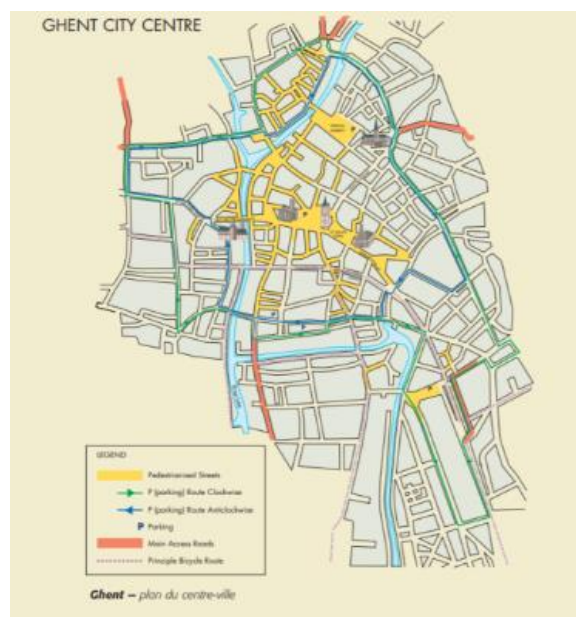 GHENT CITY CENTRE
P
P
P
P
P
LEGEND
Pedestrianised Streets
P (parking) Route Clockwise
P (parking) Route Anticlockwise
P Parking
Main Access Roads
Principle Bicycle Route
Ghent – plan du centre-ville